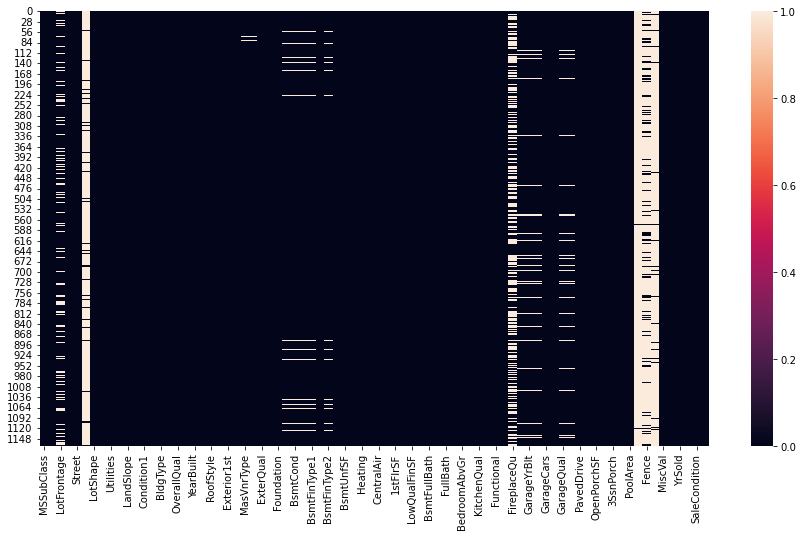 0
28
56
84
112
140
168
196
224
252
280
308
336
364
392
420
448
476
504
532
560
588
616
644
672
700
728
756
784
812
840
868
896
924
952
980
1008
1036
1064
1092
1120
1148
MSSubClass
LotFrontage
Street
LotShape
Utilities
LandSlope
Condition1
BldgType
OverallQual
YearBuilt
RoofStyle
Exterior1st
MasVnrType
ExterQual
Foundation
BsmtCond
BsmtFinType1
BsmtFinType2
BsmtUnfSF
Heating
CentralAir
1stFlrSF
LowQualFinSF
BsmtFullBath
FullBath
BedroomAbvGr
KitchenQual
Functional
FireplaceQu
GarageYrBlt
GarageCars
GarageQual
PavedDrive
OpenPorchSF
3SsnPorch
PoolArea
Fence
MiscVal
YrSold
SaleCondition
1.0
0.8
0.6
0.4
0.2
0.0